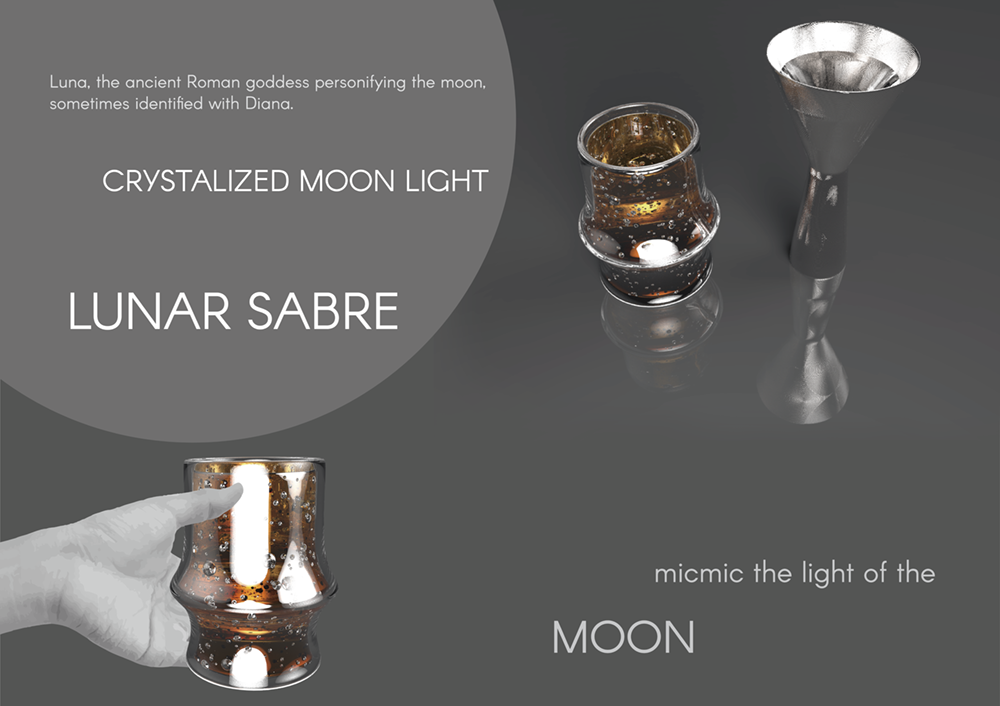 Luna, the ancient Roman goddess personifying the moon,
sometimes identified with Diana.
CRYSTALIZED MOON LIGHT
LUNAR SABRE
micmic the light of the
MOON